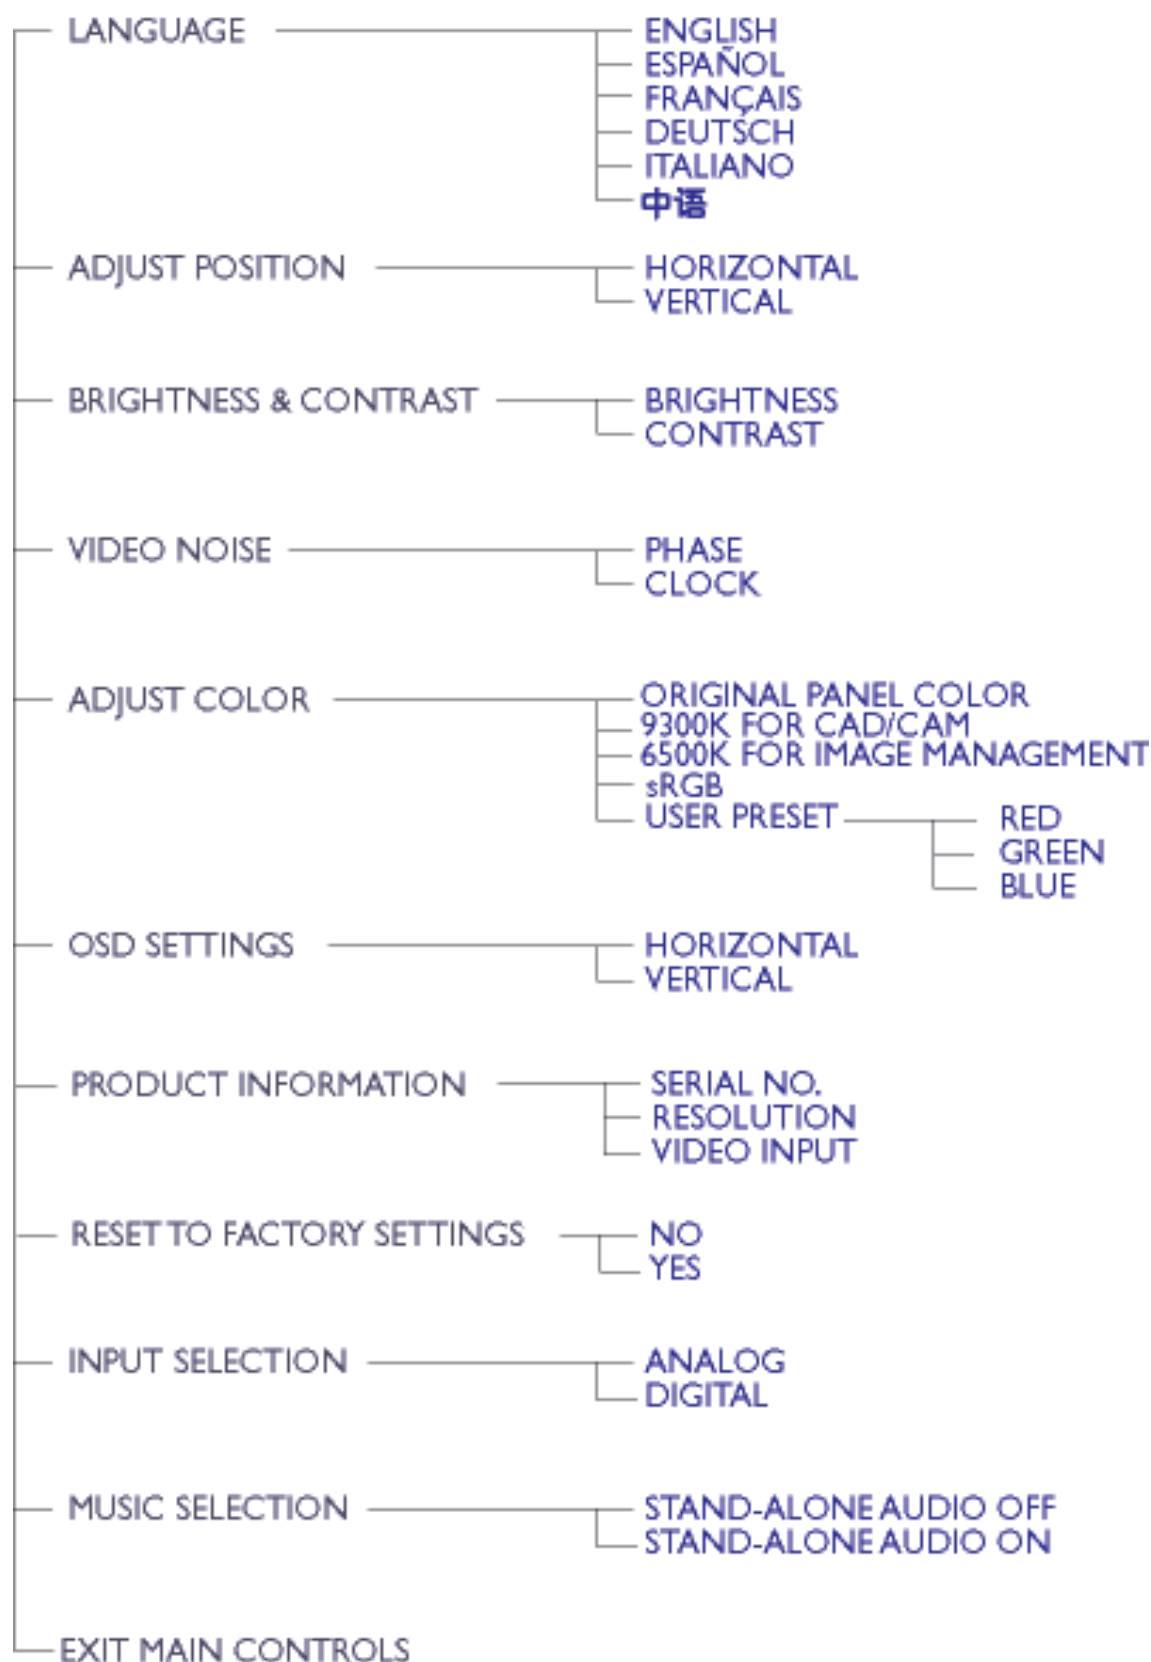 LANGUAGE
ENGLISH
ESPAÑOL
FRANÇAIS
DEUTSCH
ITALIANO
中语
ADJUST POSITION
HORIZONTAL
VERTICAL
BRIGHTNESS & CONTRAST
BRIGHTNESS
CONTRAST
VIDEO NOISE
PHASE
CLOCK
ADJUST COLOR
ORIGINAL PANEL COLOR
9300K FOR CAD/CAM
6500K FOR IMAGE MANAGEMENT
sRGB
USER PRESET
RED
GREEN
BLUE
OSD SETTINGS
HORIZONTAL
VERTICAL
PRODUCT INFORMATION
SERIAL NO.
RESOLUTION
VIDEO INPUT
RESET TO FACTORY SETTINGS
NO
YES
INPUT SELECTION
ANALOG
DIGITAL
MUSIC SELECTION
STAND-ALONE AUDIO OFF
STAND-ALONE AUDIO ON
EXIT MAIN CONTROLS